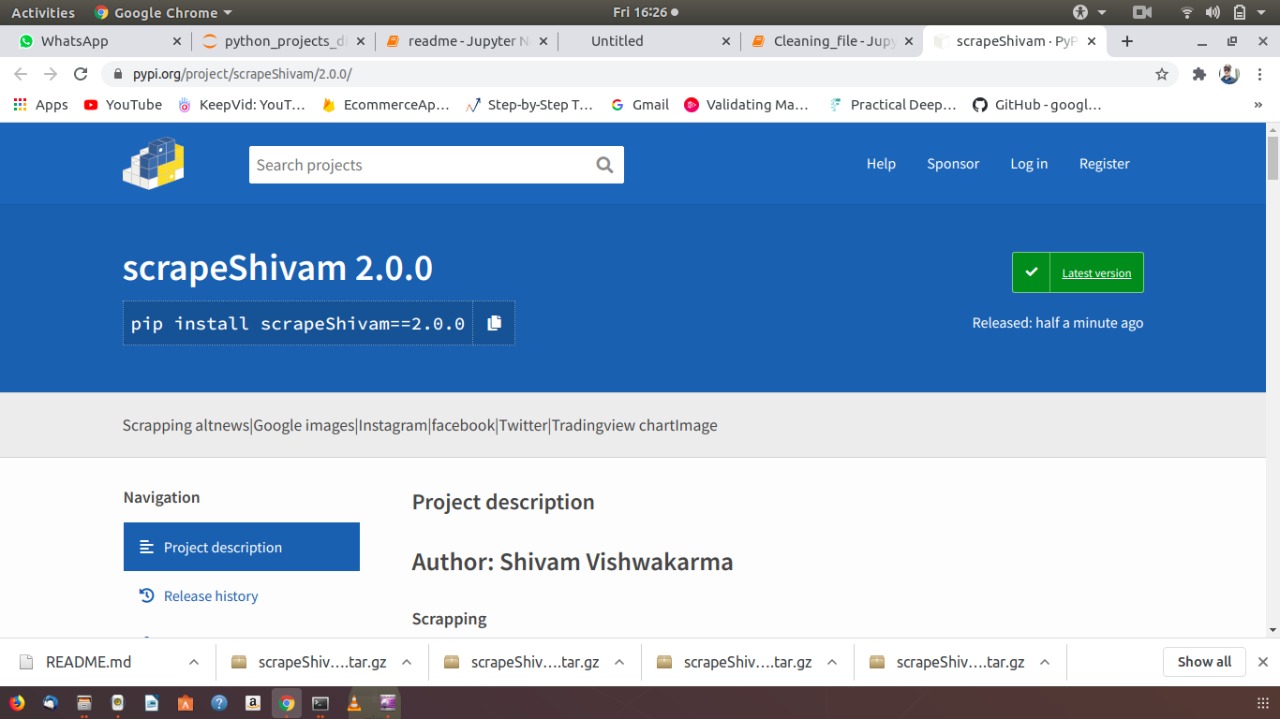 Activities Google Chrome Fri 16:26
WhatsApp python_projects_di readme - Jupyter N Untitled Cleaning_file - Jupy scrapeShivam · PyP
pypi.org/project/scrapeShivam/2.0.0/
Apps YouTube KeepVid: YouT... EcommerceAp... Step-by-Step T... Gmail Validating Ma... Practical Deep... GitHub - googl... »
Search projects Help Sponsor Log in Register
scrapeShivam 2.0.0
Latest version
pip install scrapeShivam==2.0.0
Released: half a minute ago
Scrapping altnews|Google images|Instagram|facebook|Twitter|Tradingview chartImage
Navigation
Project description
Project description
Author: Shivam Vishwakarma
Release history
Scrapping
README.md scrapeShiv....tar.gz scrapeShiv....tar.gz scrapeShiv....tar.gz scrapeShiv....tar.gz Show all